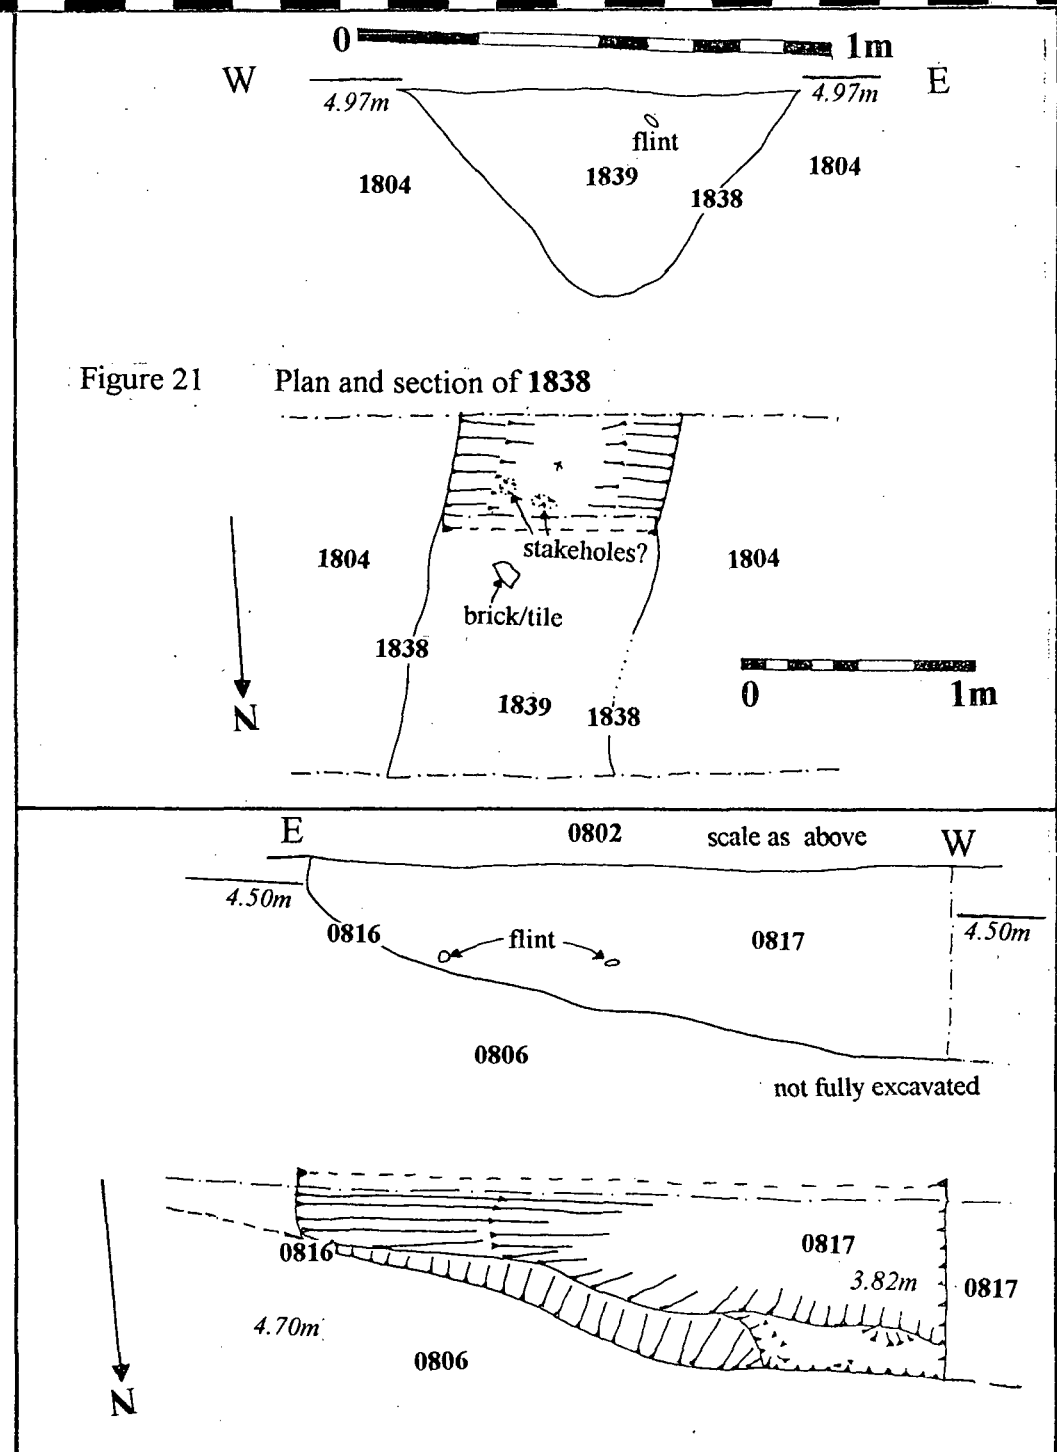 0 1m
W E
4.97m 4.97m
flint
1804 1839 1838 1804
Figure 21 Plan and section of 1838
stakeholes?
1804 1804
brick/tile
1838
0 1m
1839 1838
N
E 0802 scale as above W
4.50m
0816 flint 0817 4.50m
0806
not fully excavated
0816 0817
3.82m 0817
4.70m
0806
N